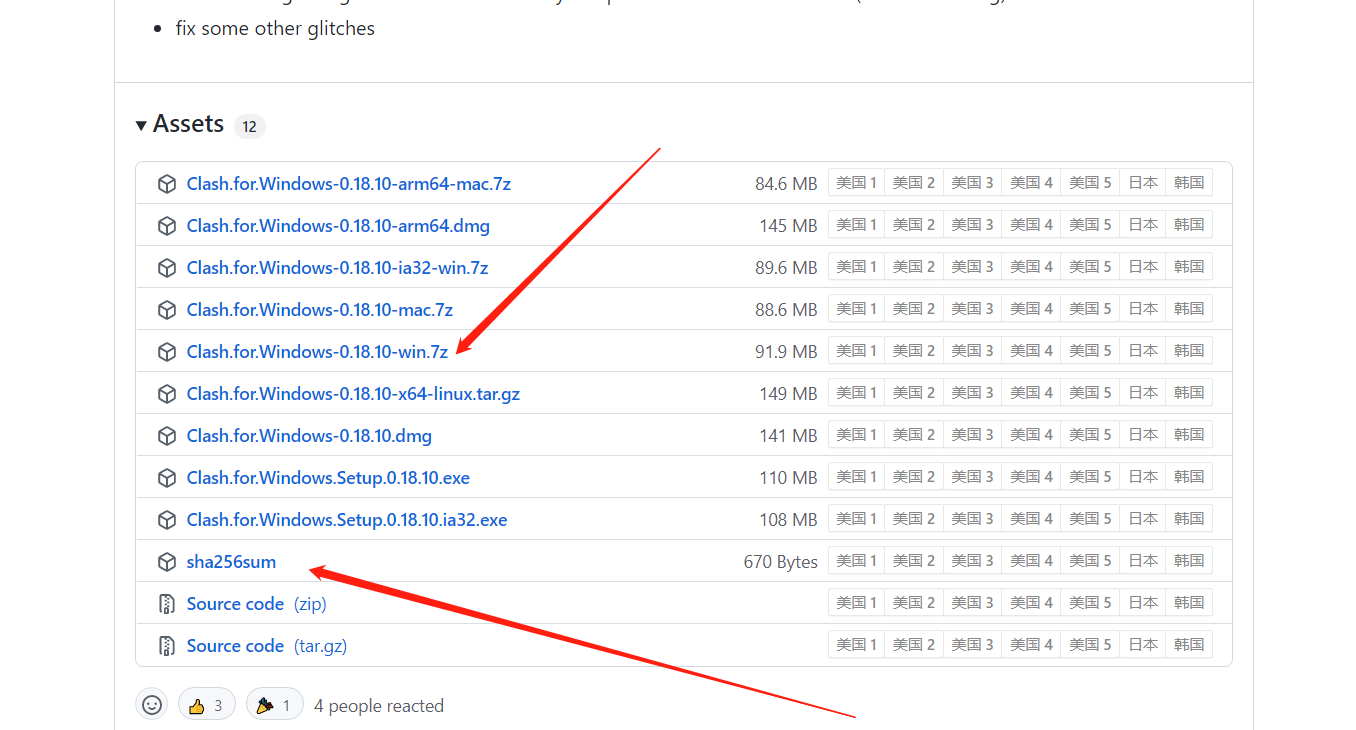 fix some other glitches
Assets 12
Clash.for.Windows-0.18.10-arm64-mac.7z 84.6 MB 美国 1 美国 2 美国 3 美国 4 美国 5 日本 韩国
Clash.for.Windows-0.18.10-arm64.dmg 145 MB 美国 1 美国 2 美国 3 美国 4 美国 5 日本 韩国
Clash.for.Windows-0.18.10-ia32-win.7z 89.6 MB 美国 1 美国 2 美国 3 美国 4 美国 5 日本 韩国
Clash.for.Windows-0.18.10-mac.7z 88.6 MB 美国 1 美国 2 美国 3 美国 4 美国 5 日本 韩国
Clash.for.Windows-0.18.10-win.7z 91.9 MB 美国 1 美国 2 美国 3 美国 4 美国 5 日本 韩国
Clash.for.Windows-0.18.10-x64-linux.tar.gz 149 MB 美国 1 美国 2 美国 3 美国 4 美国 5 日本 韩国
Clash.for.Windows-0.18.10.dmg 141 MB 美国 1 美国 2 美国 3 美国 4 美国 5 日本 韩国
Clash.for.Windows.Setup.0.18.10.exe 110 MB 美国 1 美国 2 美国 3 美国 4 美国 5 日本 韩国
Clash.for.Windows.Setup.0.18.10.ia32.exe 108 MB 美国 1 美国 2 美国 3 美国 4 美国 5 日本 韩国
sha256sum 670 Bytes 美国 1 美国 2 美国 3 美国 4 美国 5 日本 韩国
Source code (zip) 美国 1 美国 2 美国 3 美国 4 美国 5 日本 韩国
Source code (tar.gz) 美国 1 美国 2 美国 3 美国 4 美国 5 日本 韩国
3 1 4 people reacted